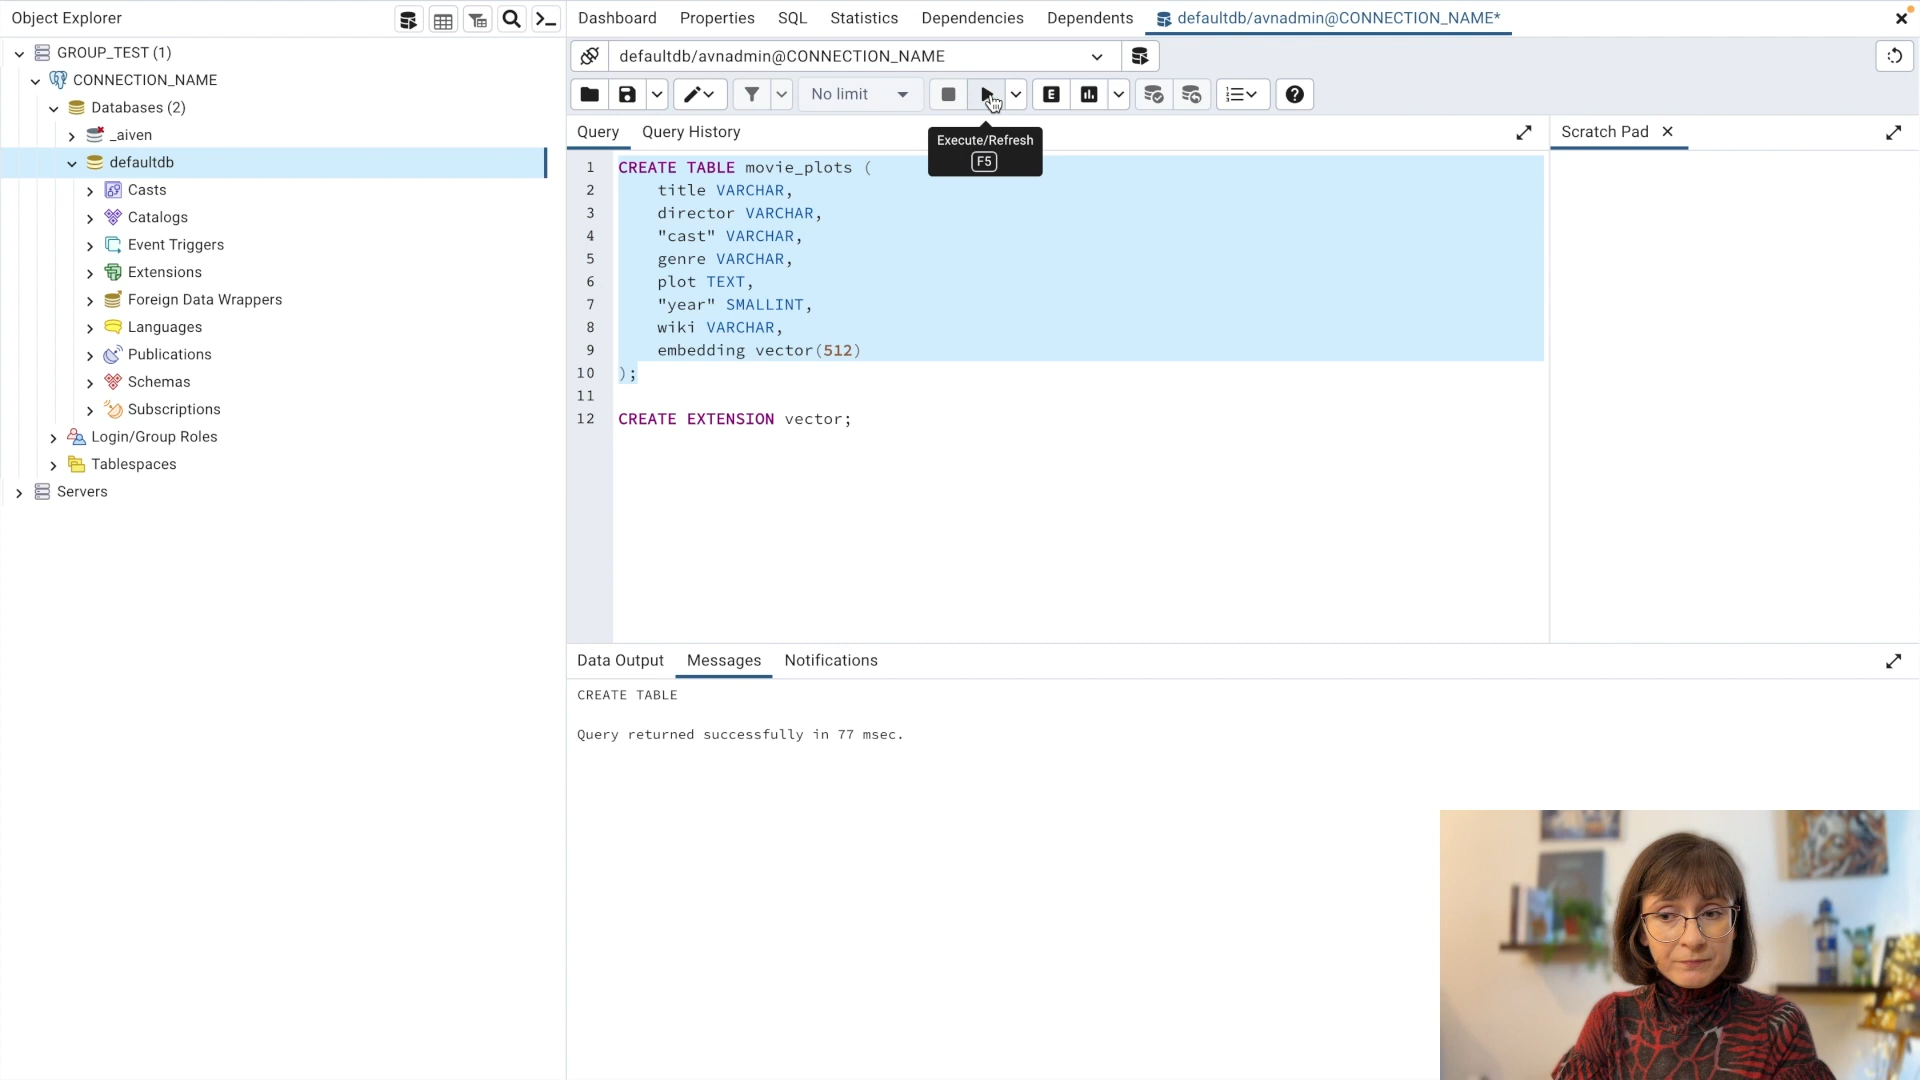 Object Explorer
Dashboard Properties SQL Statistics Dependencies Dependents defaultdb/avnadmin@CONNECTION_NAME*
GROUP_TEST (1)
CONNECTION_NAME
Databases (2)
_aiven
defaultdb
Casts
Catalogs
Event Triggers
Extensions
Foreign Data Wrappers
Languages
Publications
Schemas
Subscriptions
Login/Group Roles
Tablespaces
Servers
defaultdb/avnadmin@CONNECTION_NAME
No limit
E
Query Query History
Execute/Refresh
F5
Scratch Pad
1 CREATE TABLE movie_plots (
2 title VARCHAR,
3 director VARCHAR,
4 "cast" VARCHAR,
5 genre VARCHAR,
6 plot TEXT,
7 "year" SMALLINT,
8 wiki VARCHAR,
9 embedding vector(512)
10 );
11
12 CREATE EXTENSION vector;
Data Output Messages Notifications
CREATE TABLE
Query returned successfully in 77 msec.